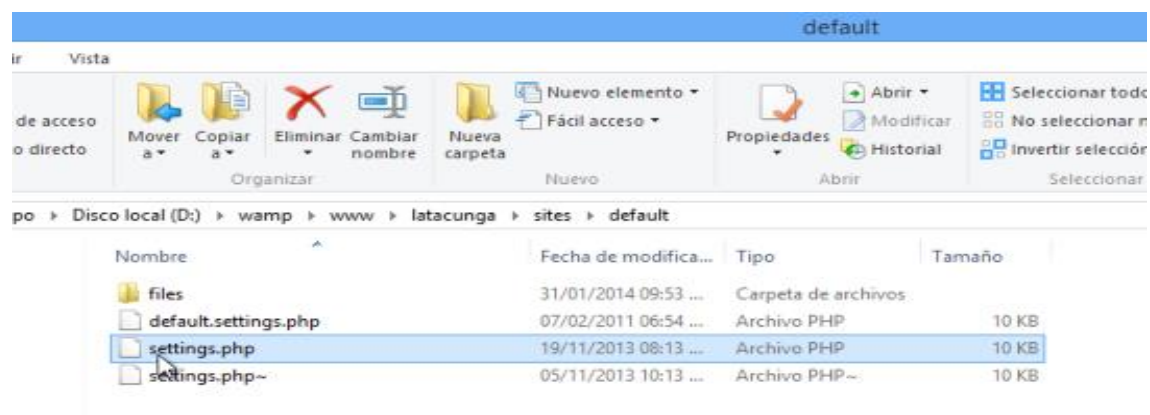 default
ir Vista
de acceso
o directo
Mover a
Copiar a
Eliminar
Cambiar nombre
Organizar
Nueva carpeta
Nuevo elemento
Fácil acceso
Nuevo
Propiedades
Abrir
Modificar
Historial
Abrir
Seleccionar todo
No seleccionar n
Invertir selección
Seleccionar
po Disco local (D:) wamp www latacunga sites default
Nombre Fecha de modifica... Tipo Tamaño
files 31/01/2014 09:53 ... Carpeta de archivos
default.settings.php 07/02/2011 06:54 ... Archivo PHP 10 KB
settings.php 19/11/2013 08:13 ... Archivo PHP 10 KB
settings.php~ 05/11/2013 10:13 ... Archivo PHP~ 10 KB